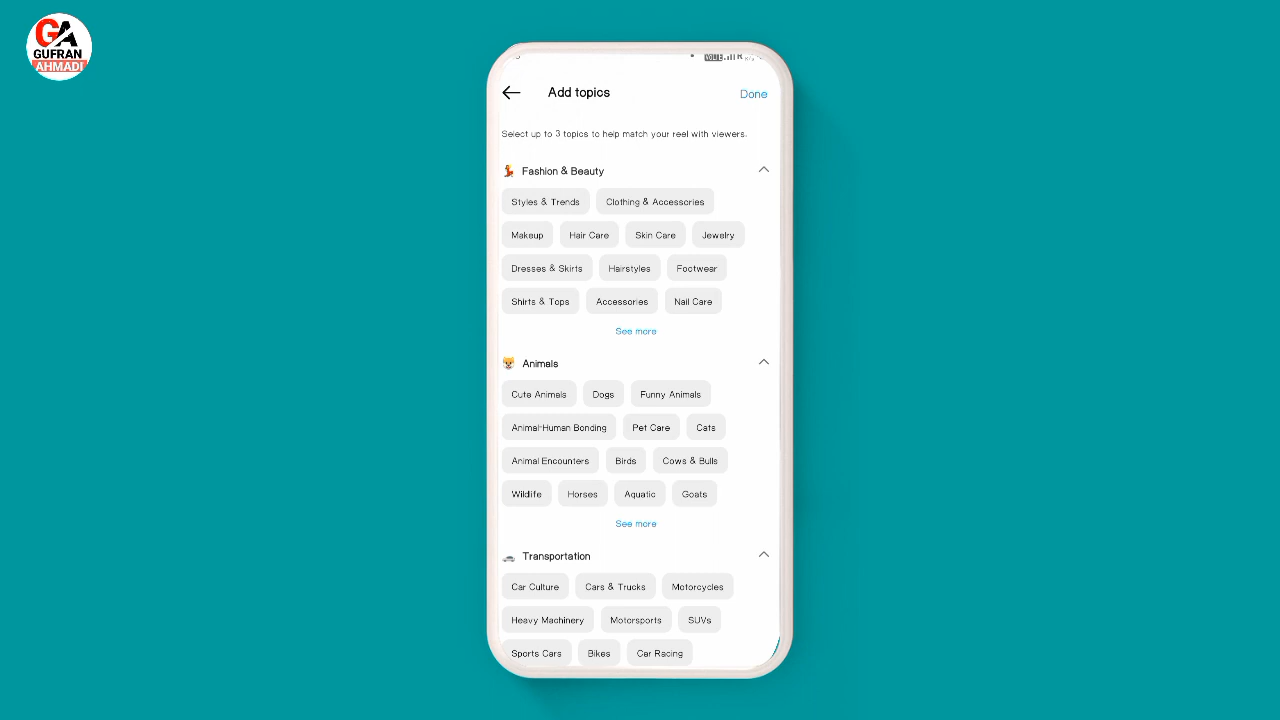 GA
GUFRAN
AHMADI
Add topics
Done
Select up to 3 topics to help match your reel with viewers.
Fashion & Beauty
Styles & Trends Clothing & Accessories
Makeup Hair Care Skin Care Jewelry
Dresses & Skirts Hairstyles Footwear
Shirts & Tops Accessories Nail Care
See more
Animals
Cute Animals Dogs Funny Animals
Animal-Human Bonding Pet Care Cats
Animal Encounters Birds Cows & Bulls
Wildlife Horses Aquatic Goats
See more
Transportation
Car Culture Cars & Trucks Motorcycles
Heavy Machinery Motorsports SUVs
Sports Cars Bikes Car Racing